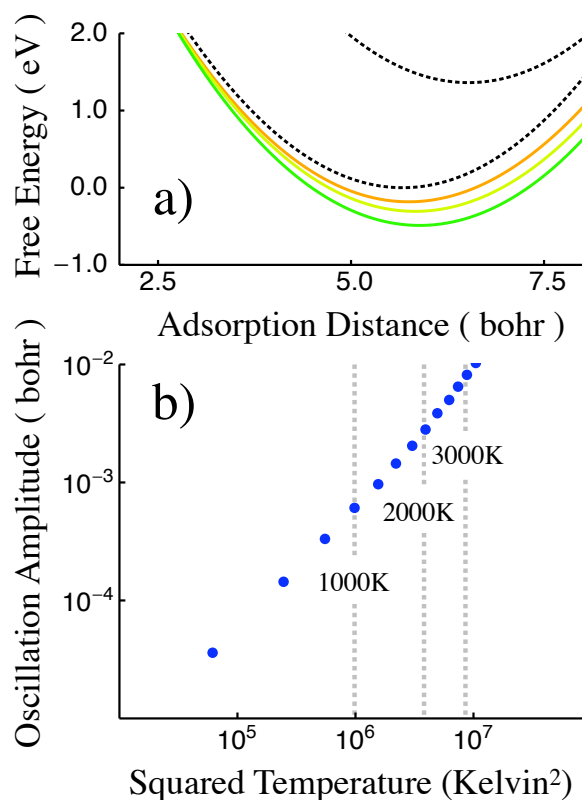 Free Energy ( eV )
2.0
1.0
0.0
−1.0
a)
2.5
5.0
7.5
Adsorption Distance ( bohr )
Oscillation Amplitude ( bohr )
10⁻²
10⁻³
10⁻⁴
b)
3000K
2000K
1000K
10⁵
10⁶
10⁷
Squared Temperature (Kelvin²)